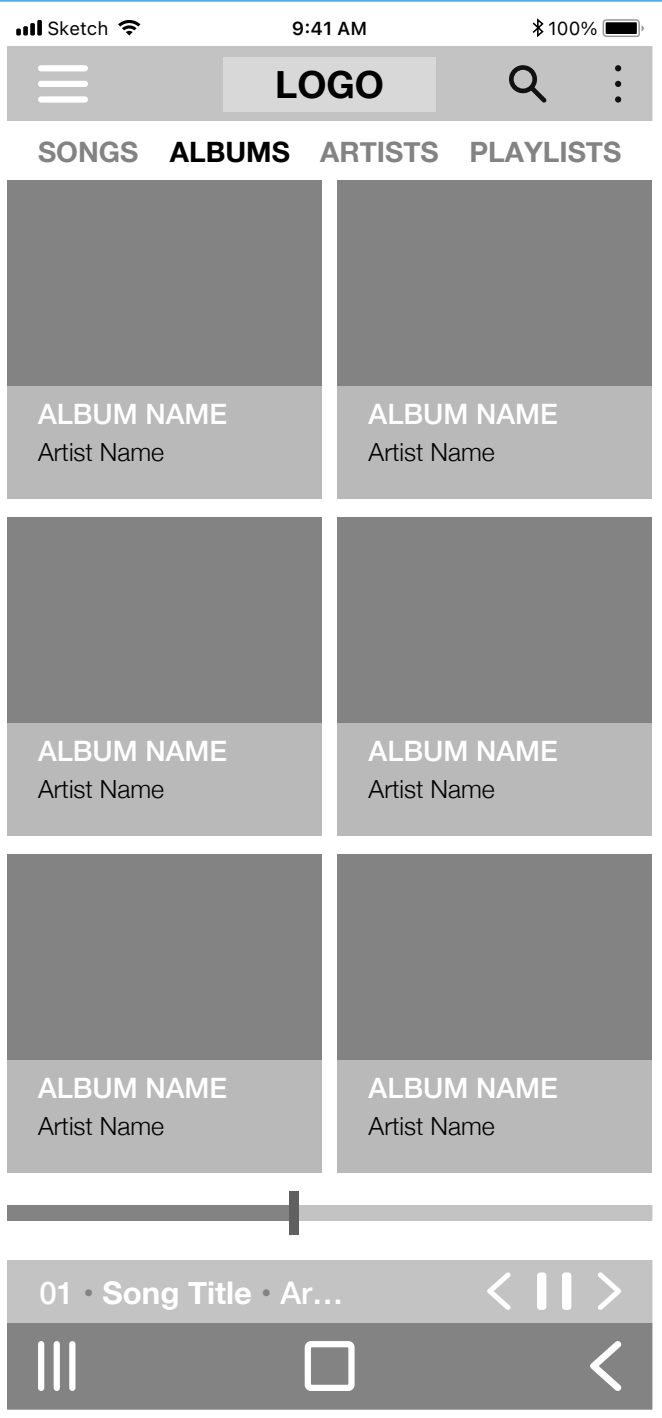 Sketch 9:41 AM 100%
LOGO
SONGS ALBUMS ARTISTS PLAYLISTS
ALBUM NAME ALBUM NAME
Artist Name Artist Name
ALBUM NAME ALBUM NAME
Artist Name Artist Name
ALBUM NAME ALBUM NAME
Artist Name Artist Name
01 • Song Title • Ar...